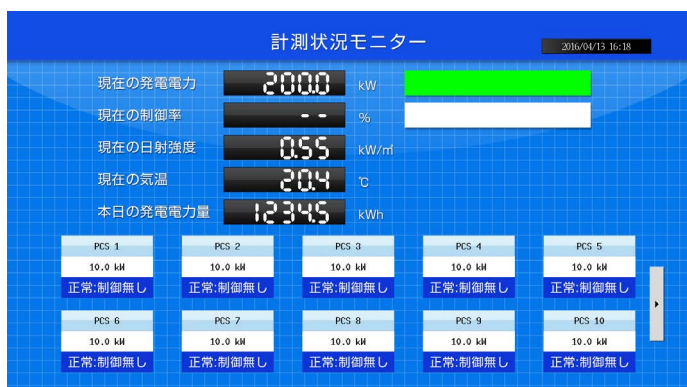 計測状況モニター
2016/04/13 16:18
現在の発電電力 200.0 kW
現在の制御率 -- %
現在の日射強度 0.55 kW/㎡
現在の気温 20.4 ℃
本日の発電電力量 1234.5 kWh
PCS 1 PCS 2 PCS 3 PCS 4 PCS 5
10.0 kW 10.0 kW 10.0 kW 10.0 kW 10.0 kW
正常:制御無し 正常:制御無し 正常:制御無し 正常:制御無し 正常:制御無し
PCS 6 PCS 7 PCS 8 PCS 9 PCS 10
10.0 kW 10.0 kW 10.0 kW 10.0 kW 10.0 kW
正常:制御無し 正常:制御無し 正常:制御無し 正常:制御無し 正常:制御無し